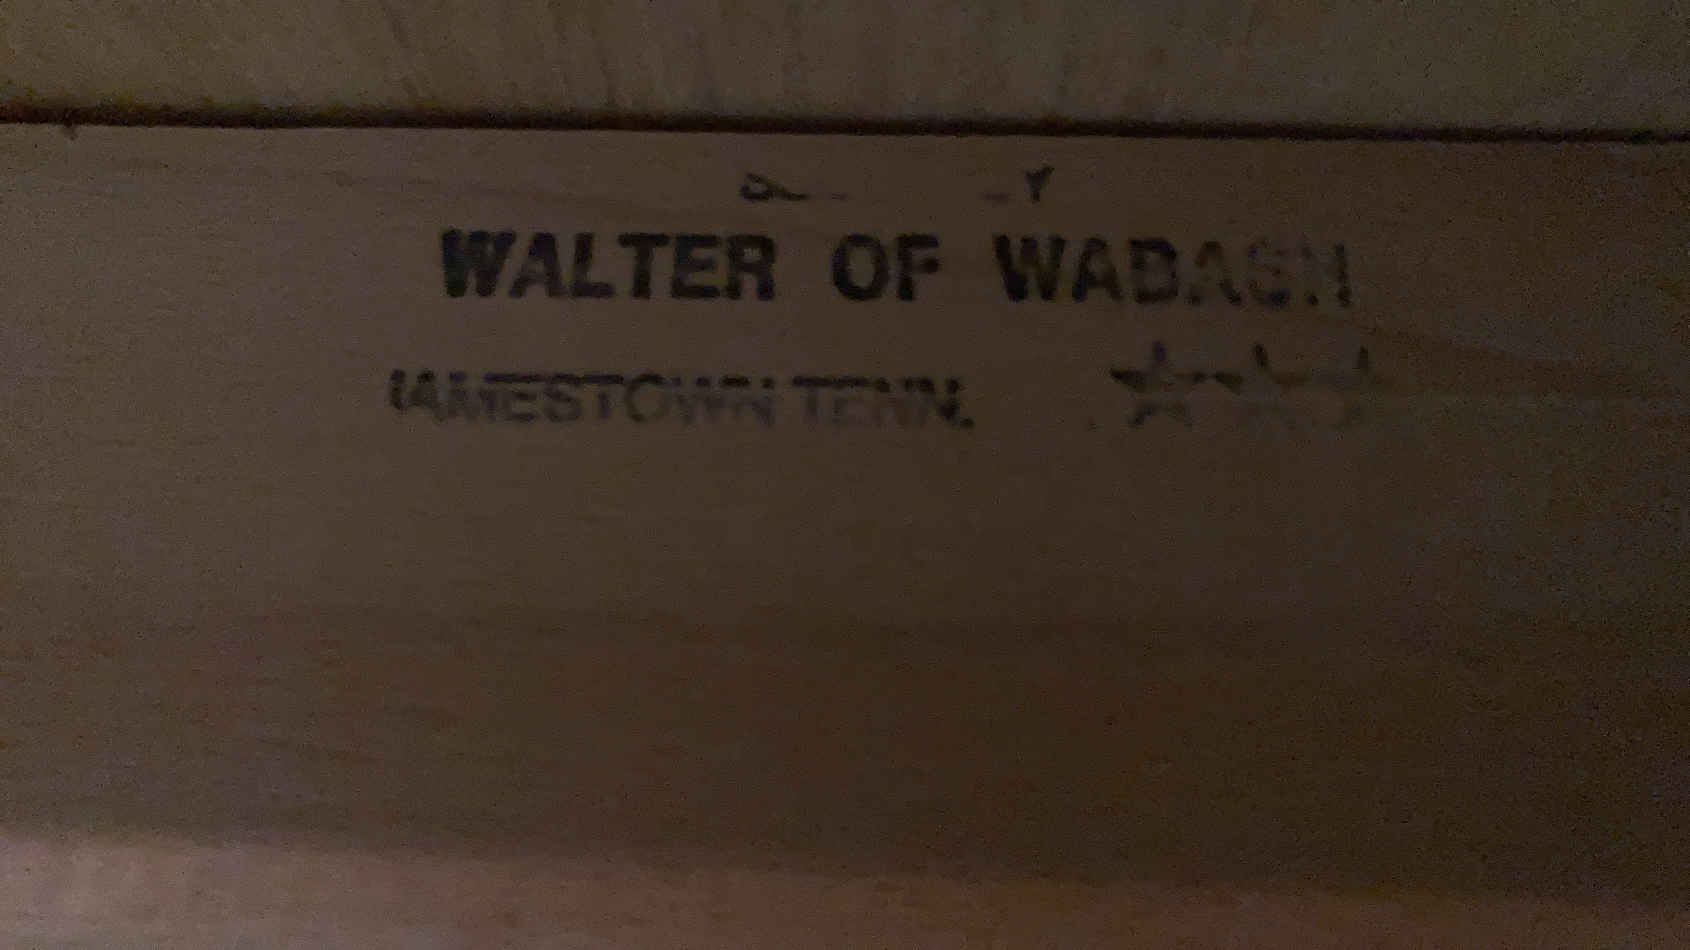 WALTER OF WABASH
JAMESTOWN TENN.